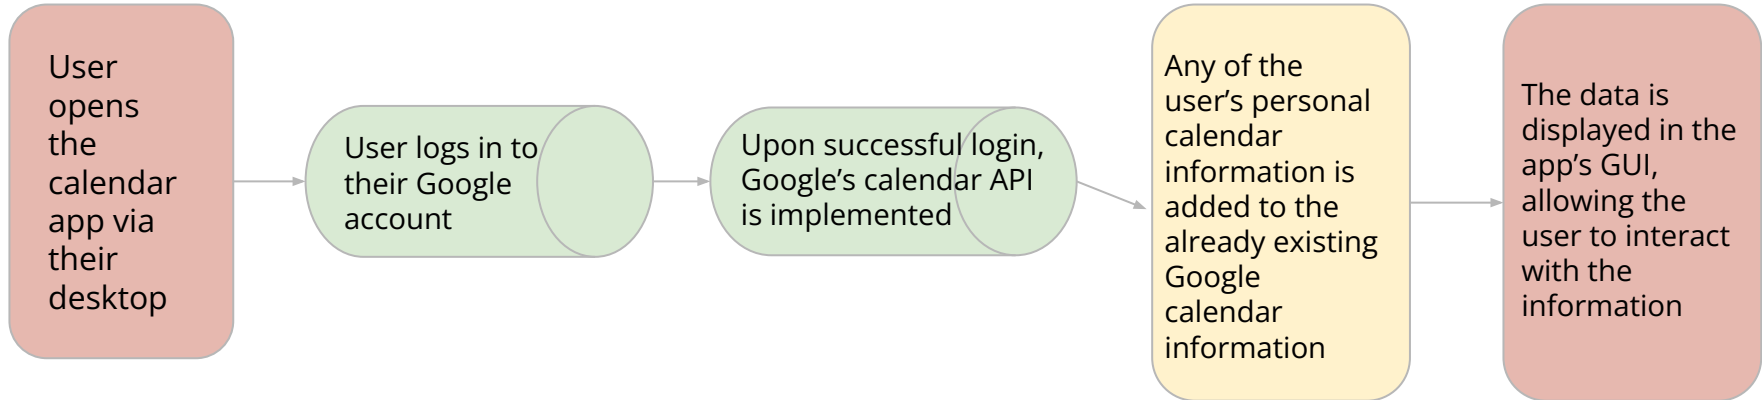 User
opens
the
calendar
app via
their
desktop
User logs in to
their Google
account
Upon successful login,
Google’s calendar API
is implemented
Any of the
user’s personal
calendar
information is
added to the
already existing
Google
calendar
information
The data is
displayed in the
app’s GUI,
allowing the
user to interact
with the
information